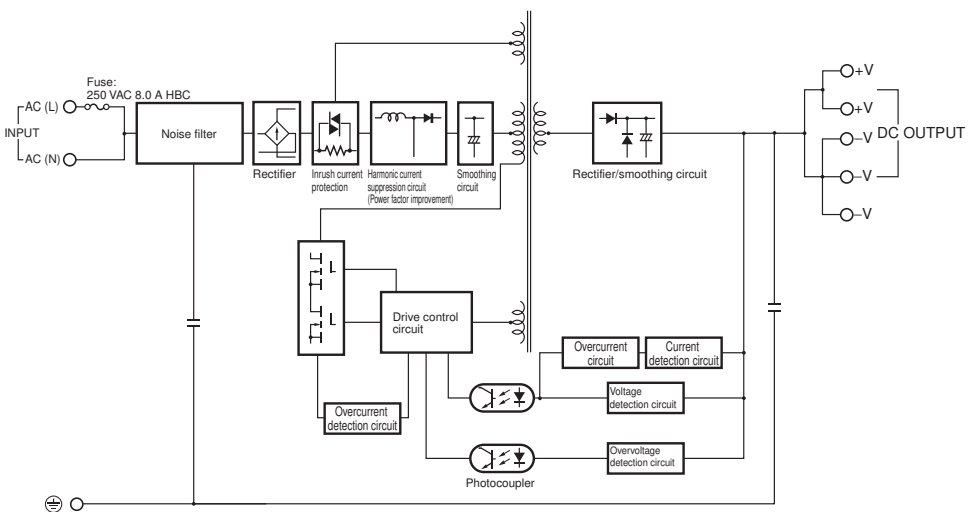 Fuse:
250 VAC 8.0 A HBC
AC (L)
INPUT
AC (N)
Noise filter
Rectifier
Inrush current
protection
Harmonic current
suppression circuit
(Power factor improvement)
Smoothing
circuit
Rectifier/smoothing circuit
+V
+V
–V
DC OUTPUT
–V
–V
Drive control
circuit
Overcurrent
detection circuit
Overcurrent
circuit
Current
detection circuit
Voltage
detection circuit
Overvoltage
detection circuit
Photocoupler